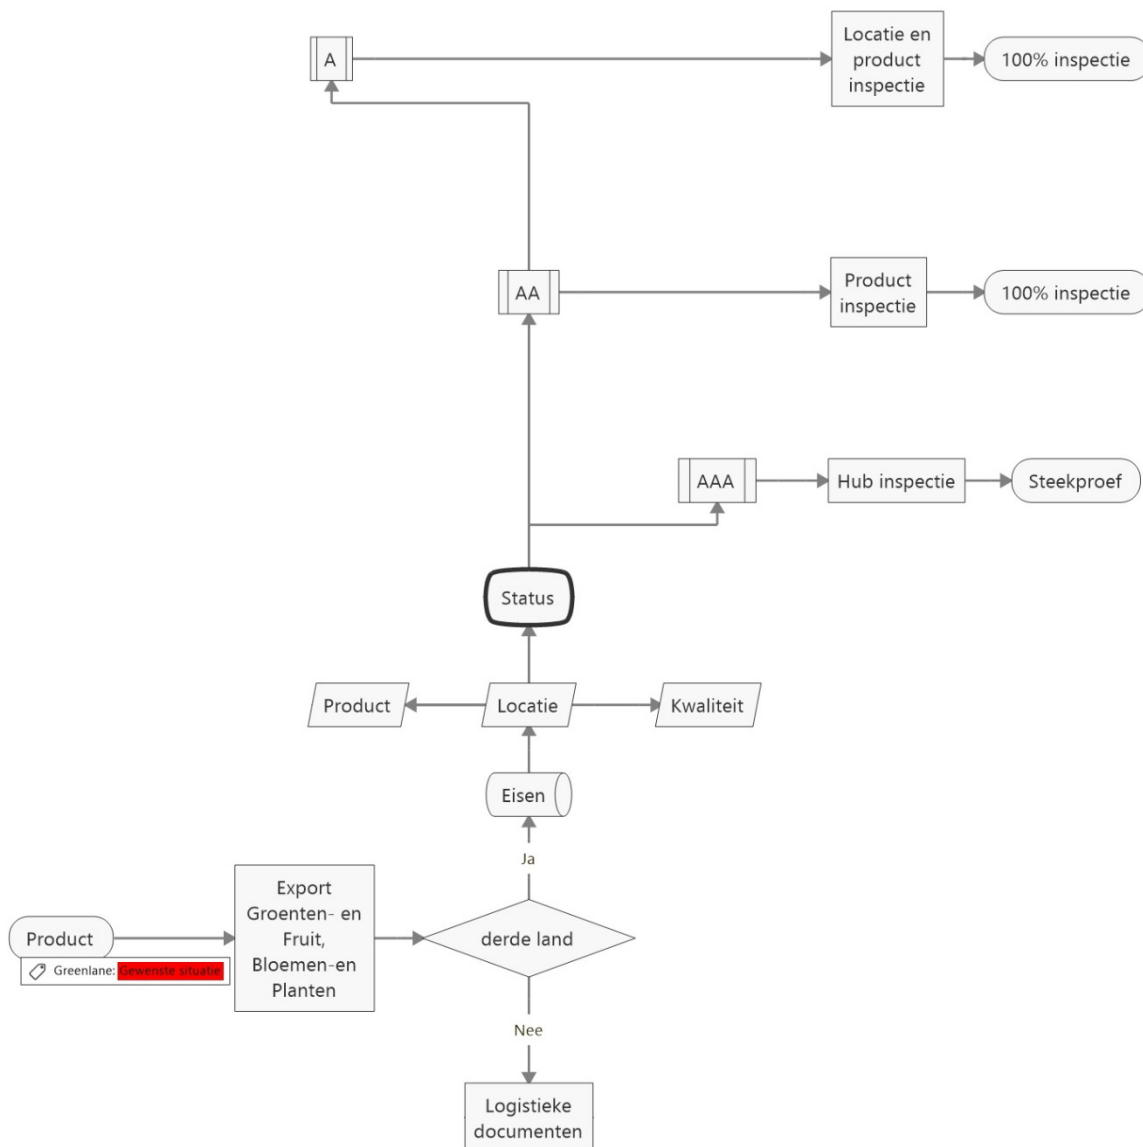 A
Locatie en
product
inspectie
100% inspectie
AA
Product
inspectie
100% inspectie
AAA
Hub inspectie
Steekproef
Status
Product
Locatie
Kwaliteit
Eisen
Ja
Export
Groenten- en
Fruit,
Bloemen-en
Planten
Product
derde land
Greenlane: Gewenste situatie
Nee
Logistieke
documenten